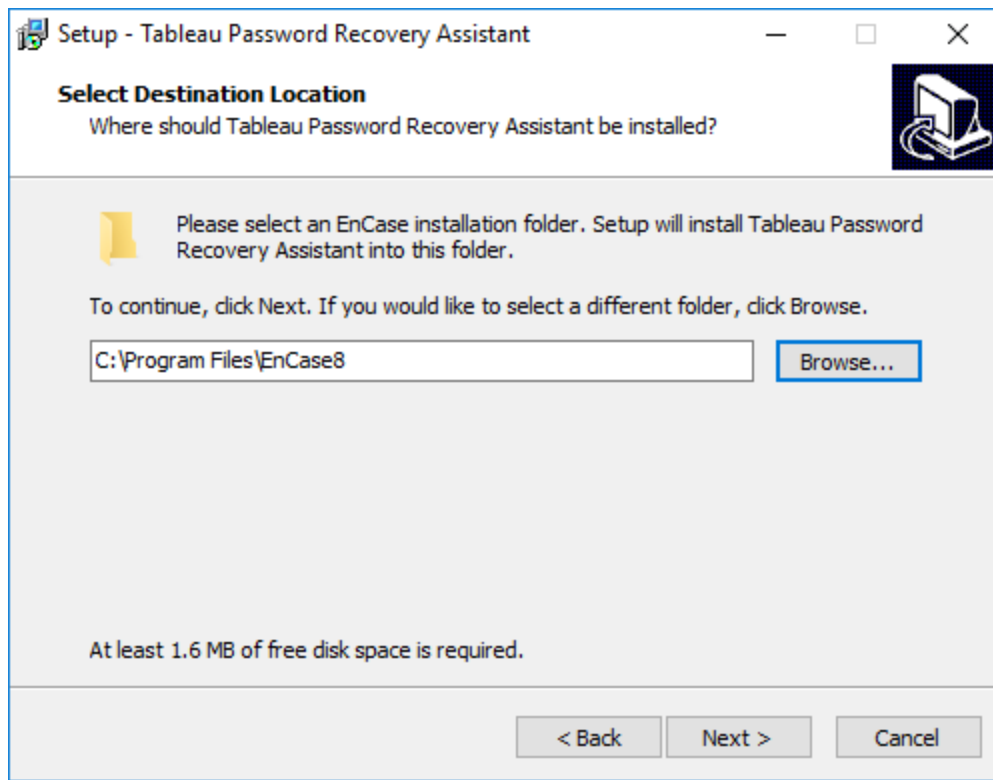 Setup - Tableau Password Recovery Assistant
Select Destination Location
Where should Tableau Password Recovery Assistant be installed?
Please select an EnCase installation folder. Setup will install Tableau Password
Recovery Assistant into this folder.
To continue, click Next. If you would like to select a different folder, click Browse.
C:\Program Files\EnCase8
Browse...
At least 1.6 MB of free disk space is required.
< Back
Next >
Cancel